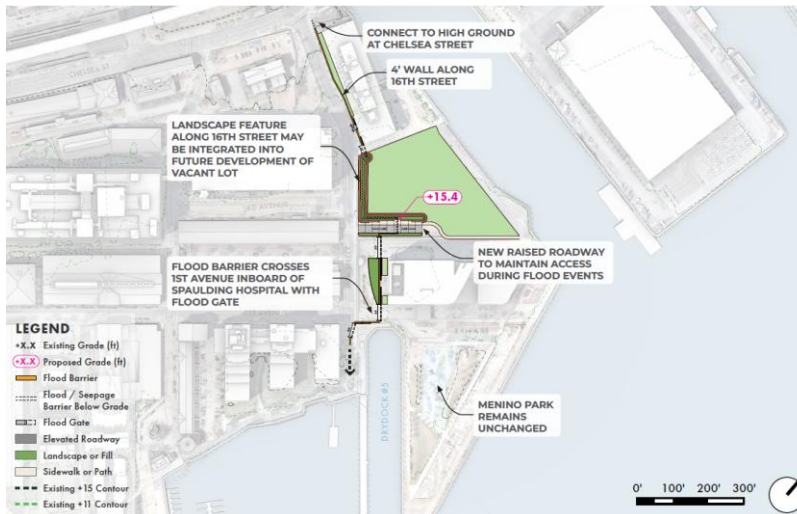 CONNECT TO HIGH GROUND
AT CHELSEA STREET
CHELSEA ST
4' WALL ALONG
16TH STREET
LANDSCAPE FEATURE
ALONG 16TH STREET MAY
BE INTEGRATED INTO
FUTURE DEVELOPMENT OF
VACANT LOT
+15.4
NEW RAISED ROADWAY
TO MAINTAIN ACCESS
DURING FLOOD EVENTS
FLOOD BARRIER CROSSES
1ST AVENUE INBOARD OF
SPAULDING HOSPITAL WITH
FLOOD GATE
MENINO PARK
REMAINS
UNCHANGED
DRYDOCK #5
LEGEND
+X.X Existing Grade (ft)
+X.X Proposed Grade (ft)
Flood Barrier
Flood / Seepage
Barrier Below Grade
Flood Gate
Elevated Roadway
Landscape or Fill
Sidewalk or Path
Existing +15 Contour
Existing +11 Contour
0' 100' 200' 300'